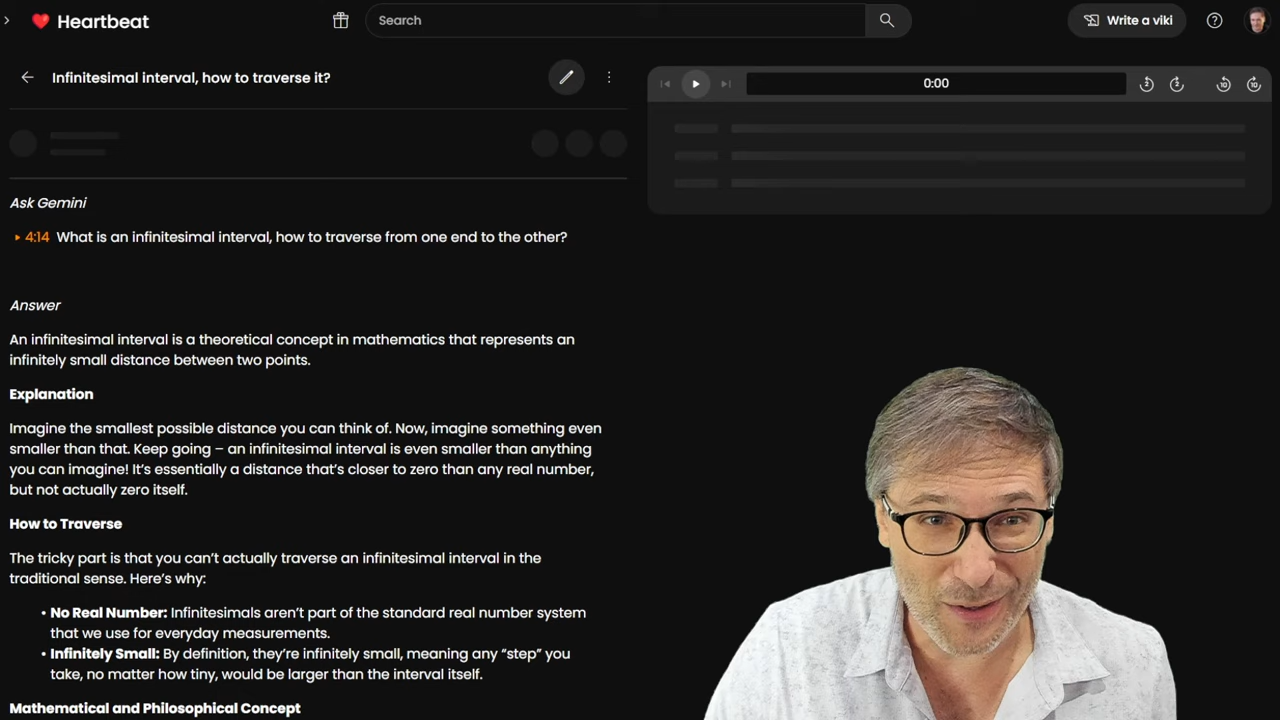 Heartbeat
Search
Write a viki
Infinitesimal interval, how to traverse it?
0:00
2
2
10
10
Ask Gemini
4:14 What is an infinitesimal interval, how to traverse from one end to the other?
Answer
An infinitesimal interval is a theoretical concept in mathematics that represents an
infinitely small distance between two points.
Explanation
Imagine the smallest possible distance you can think of. Now, imagine something even
smaller than that. Keep going – an infinitesimal interval is even smaller than anything
you can imagine! It’s essentially a distance that’s closer to zero than any real number,
but not actually zero itself.
How to Traverse
The tricky part is that you can’t actually traverse an infinitesimal interval in the
traditional sense. Here’s why:
• No Real Number: Infinitesimals aren’t part of the standard real number system
that we use for everyday measurements.
• Infinitely Small: By definition, they’re infinitely small, meaning any “step” you
take, no matter how tiny, would be larger than the interval itself.
Mathematical and Philosophical Concept